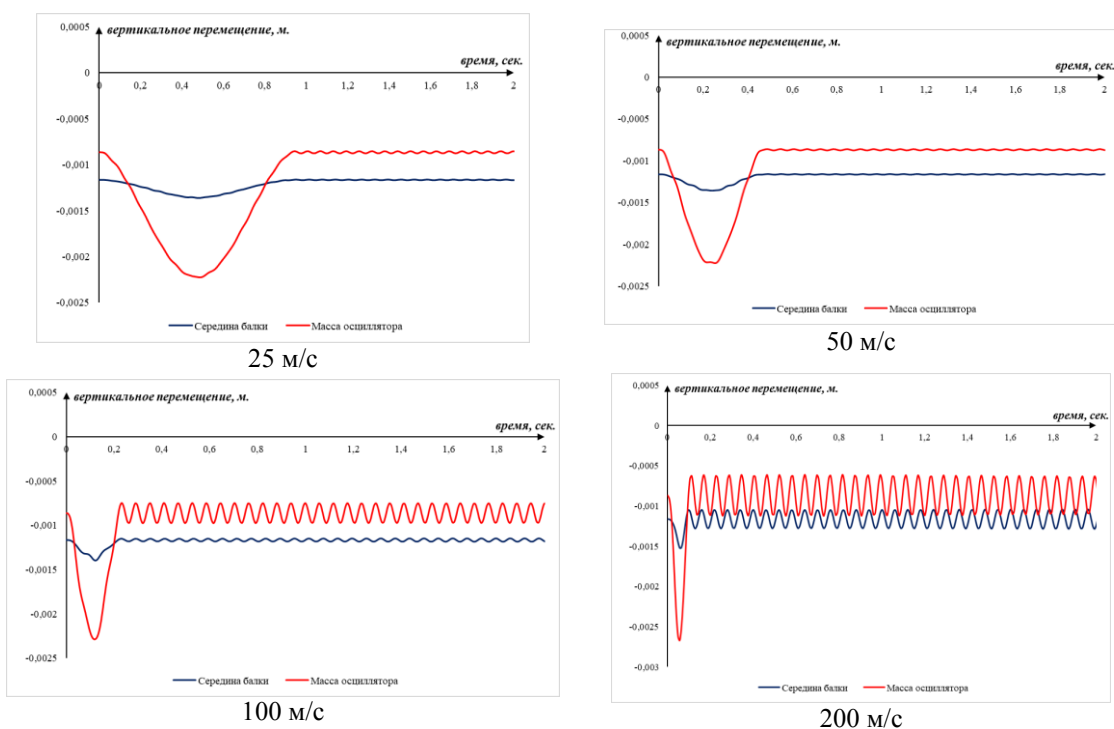 0,0005
вертикальное перемещение, м.
время, сек.
0
0 0,2 0,4 0,6 0,8 1 1,2 1,4 1,6 1,8 2
-0,0005
-0,001
-0,0015
-0,002
-0,0025
Середина балки Масса осциллятора
25 м/с
0,0005
вертикальное перемещение, м.
время, сек.
0
0 0,2 0,4 0,6 0,8 1 1,2 1,4 1,6 1,8 2
-0,0005
-0,001
-0,0015
-0,002
-0,0025
Середина балки Масса осциллятора
50 м/с
0,0005
вертикальное перемещение, м.
время, сек.
0
0 0,2 0,4 0,6 0,8 1 1,2 1,4 1,6 1,8 2
-0,0005
-0,001
-0,0015
-0,002
-0,0025
Середина балки Масса осциллятора
100 м/с
0,0005
вертикальное перемещение, м.
время, сек.
0
0 0,2 0,4 0,6 0,8 1 1,2 1,4 1,6 1,8 2
-0,0005
-0,001
-0,0015
-0,002
-0,0025
-0,003
Середина балки Масса осциллятора
200 м/с